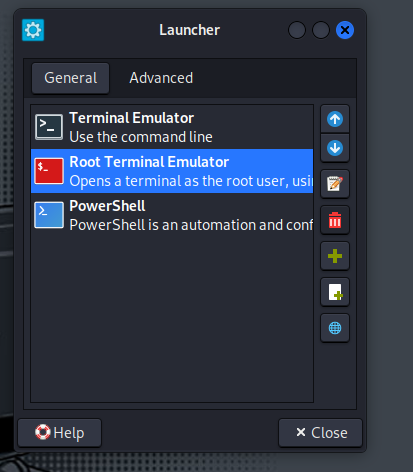 Launcher
General Advanced
Terminal Emulator
Use the command line
Root Terminal Emulator
Opens a terminal as the root user, usin
PowerShell
PowerShell is an automation and conf
Help Close